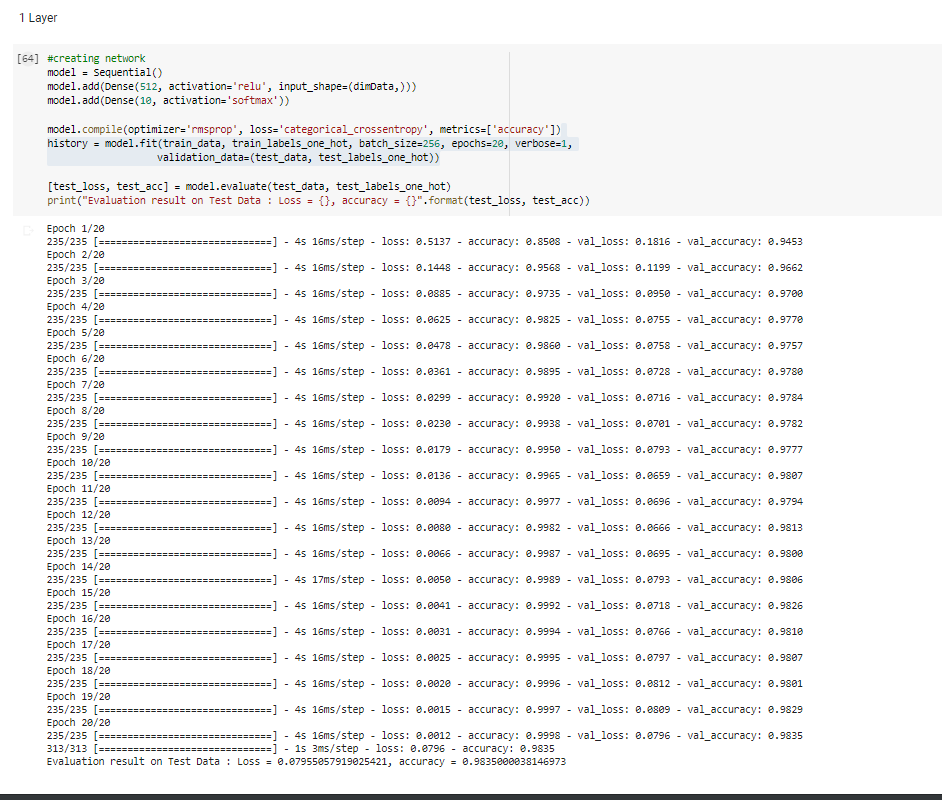 1 Layer
[64] #creating network
model = Sequential()
model.add(Dense(512, activation='relu', input_shape=(dimData,)))
model.add(Dense(10, activation='softmax'))
model.compile(optimizer='rmsprop', loss='categorical_crossentropy', metrics=['accuracy'])
history = model.fit(train_data, train_labels_one_hot, batch_size=256, epochs=20, verbose=1,
validation_data=(test_data, test_labels_one_hot))
[test_loss, test_acc] = model.evaluate(test_data, test_labels_one_hot)
print("Evaluation result on Test Data : Loss = {}, accuracy = {}".format(test_loss, test_acc))
Epoch 1/20
235/235 [==============================] - 4s 16ms/step - loss: 0.5137 - accuracy: 0.8508 - val_loss: 0.1816 - val_accuracy: 0.9453
Epoch 2/20
235/235 [==============================] - 4s 16ms/step - loss: 0.1448 - accuracy: 0.9568 - val_loss: 0.1199 - val_accuracy: 0.9662
Epoch 3/20
235/235 [==============================] - 4s 16ms/step - loss: 0.0885 - accuracy: 0.9735 - val_loss: 0.0950 - val_accuracy: 0.9700
Epoch 4/20
235/235 [==============================] - 4s 16ms/step - loss: 0.0625 - accuracy: 0.9825 - val_loss: 0.0755 - val_accuracy: 0.9770
Epoch 5/20
235/235 [==============================] - 4s 16ms/step - loss: 0.0478 - accuracy: 0.9860 - val_loss: 0.0758 - val_accuracy: 0.9757
Epoch 6/20
235/235 [==============================] - 4s 16ms/step - loss: 0.0361 - accuracy: 0.9895 - val_loss: 0.0728 - val_accuracy: 0.9780
Epoch 7/20
235/235 [==============================] - 4s 16ms/step - loss: 0.0299 - accuracy: 0.9920 - val_loss: 0.0716 - val_accuracy: 0.9784
Epoch 8/20
235/235 [==============================] - 4s 16ms/step - loss: 0.0230 - accuracy: 0.9938 - val_loss: 0.0701 - val_accuracy: 0.9782
Epoch 9/20
235/235 [==============================] - 4s 16ms/step - loss: 0.0179 - accuracy: 0.9950 - val_loss: 0.0793 - val_accuracy: 0.9777
Epoch 10/20
235/235 [==============================] - 4s 16ms/step - loss: 0.0136 - accuracy: 0.9965 - val_loss: 0.0659 - val_accuracy: 0.9807
Epoch 11/20
235/235 [==============================] - 4s 16ms/step - loss: 0.0094 - accuracy: 0.9977 - val_loss: 0.0696 - val_accuracy: 0.9794
Epoch 12/20
235/235 [==============================] - 4s 16ms/step - loss: 0.0080 - accuracy: 0.9982 - val_loss: 0.0666 - val_accuracy: 0.9813
Epoch 13/20
235/235 [==============================] - 4s 16ms/step - loss: 0.0066 - accuracy: 0.9987 - val_loss: 0.0695 - val_accuracy: 0.9800
Epoch 14/20
235/235 [==============================] - 4s 17ms/step - loss: 0.0050 - accuracy: 0.9989 - val_loss: 0.0793 - val_accuracy: 0.9806
Epoch 15/20
235/235 [==============================] - 4s 16ms/step - loss: 0.0041 - accuracy: 0.9992 - val_loss: 0.0718 - val_accuracy: 0.9826
Epoch 16/20
235/235 [==============================] - 4s 16ms/step - loss: 0.0031 - accuracy: 0.9994 - val_loss: 0.0766 - val_accuracy: 0.9810
Epoch 17/20
235/235 [==============================] - 4s 16ms/step - loss: 0.0025 - accuracy: 0.9995 - val_loss: 0.0797 - val_accuracy: 0.9807
Epoch 18/20
235/235 [==============================] - 4s 16ms/step - loss: 0.0020 - accuracy: 0.9996 - val_loss: 0.0812 - val_accuracy: 0.9801
Epoch 19/20
235/235 [==============================] - 4s 16ms/step - loss: 0.0015 - accuracy: 0.9997 - val_loss: 0.0809 - val_accuracy: 0.9829
Epoch 20/20
235/235 [==============================] - 4s 16ms/step - loss: 0.0012 - accuracy: 0.9998 - val_loss: 0.0796 - val_accuracy: 0.9835
313/313 [==============================] - 1s 3ms/step - loss: 0.0796 - accuracy: 0.9835
Evaluation result on Test Data : Loss = 0.07955057919025421, accuracy = 0.9835000038146973